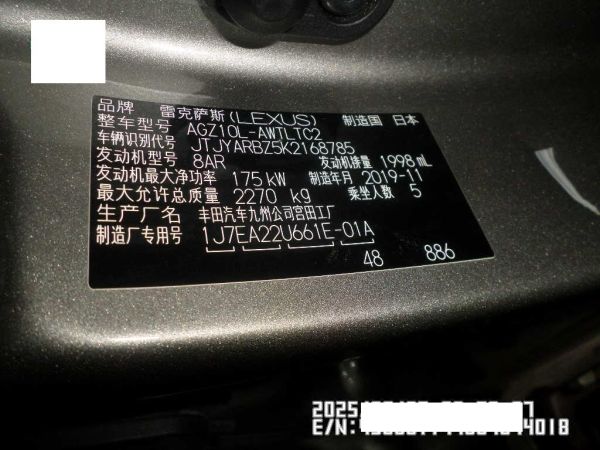 品牌 雷克萨斯(LEXUS) 制造国 日本
整车型号 AGZ10L-AWTLTC2
车辆识别代号 JTJYARBZ5K2168785
发动机型号 8AR 发动机排量 1998 mL
发动机最大净功率 175 kW 制造年月 2019-11
最大允许总质量 2270 kg 乘坐人数 5
生产厂名 丰田汽车九州公司宫田工厂
制造厂专用号 1J7EA22U661E-01A
48 886
2025
E/N: 4018